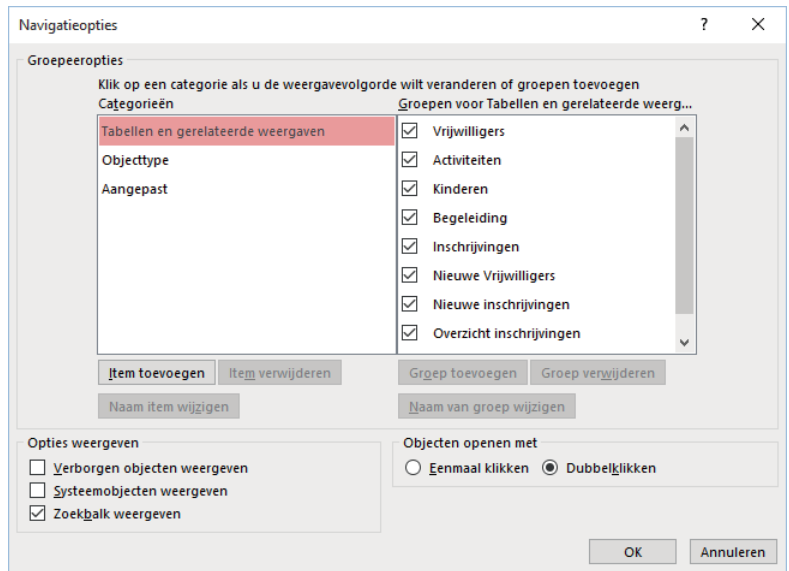 Navigatieopties
Groepeeropties
Klik op een categorie als u de weergavevolgorde wilt veranderen of groepen toevoegen
Categorieën
Groepen voor Tabellen en gerelateerde weerg...
Tabellen en gerelateerde weergaven
Objecttype
Aangepast
Vrijwilligers
Activiteiten
Kinderen
Begeleiding
Inschrijvingen
Nieuwe Vrijwilligers
Nieuwe inschrijvingen
Overzicht inschrijvingen
Item toevoegen Item verwijderen
Groep toevoegen Groep verwijderen
Naam item wijzigen
Naam van groep wijzigen
Opties weergeven
Verborgen objecten weergeven
Systeemobjecten weergeven
Zoekbalk weergeven
Objecten openen met
Eenmaal klikken Dubbelklikken
OK Annuleren